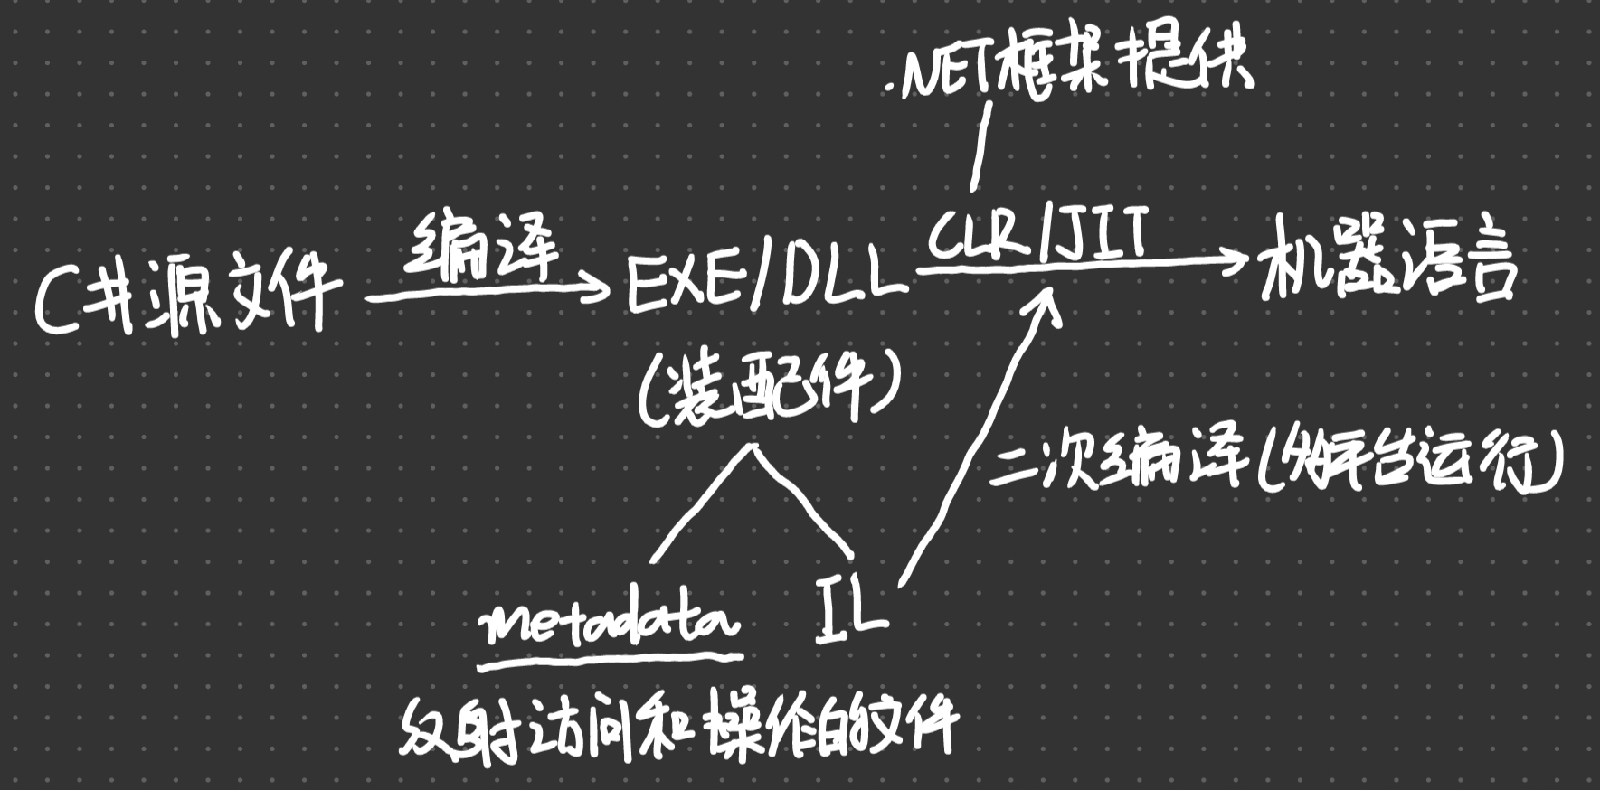 .NET框架提供
编译
CLR/JIT
C#源文件
EXE/DLL
机器语言
(装配件)
二次编译(分平台运行)
metadata
IL
反射访问和操作的文件